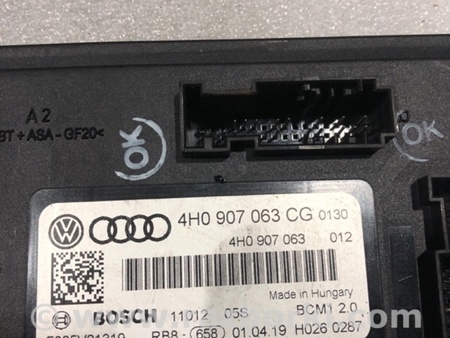 A2
BT+ASA-GF20<
OK
OK
4H0 907 063 CG 0130
4H0 907 063 012
Made in Hungary
BOSCH 11012 05S BCM1 2.0
RB8- 658 01.04.19 H026 0287